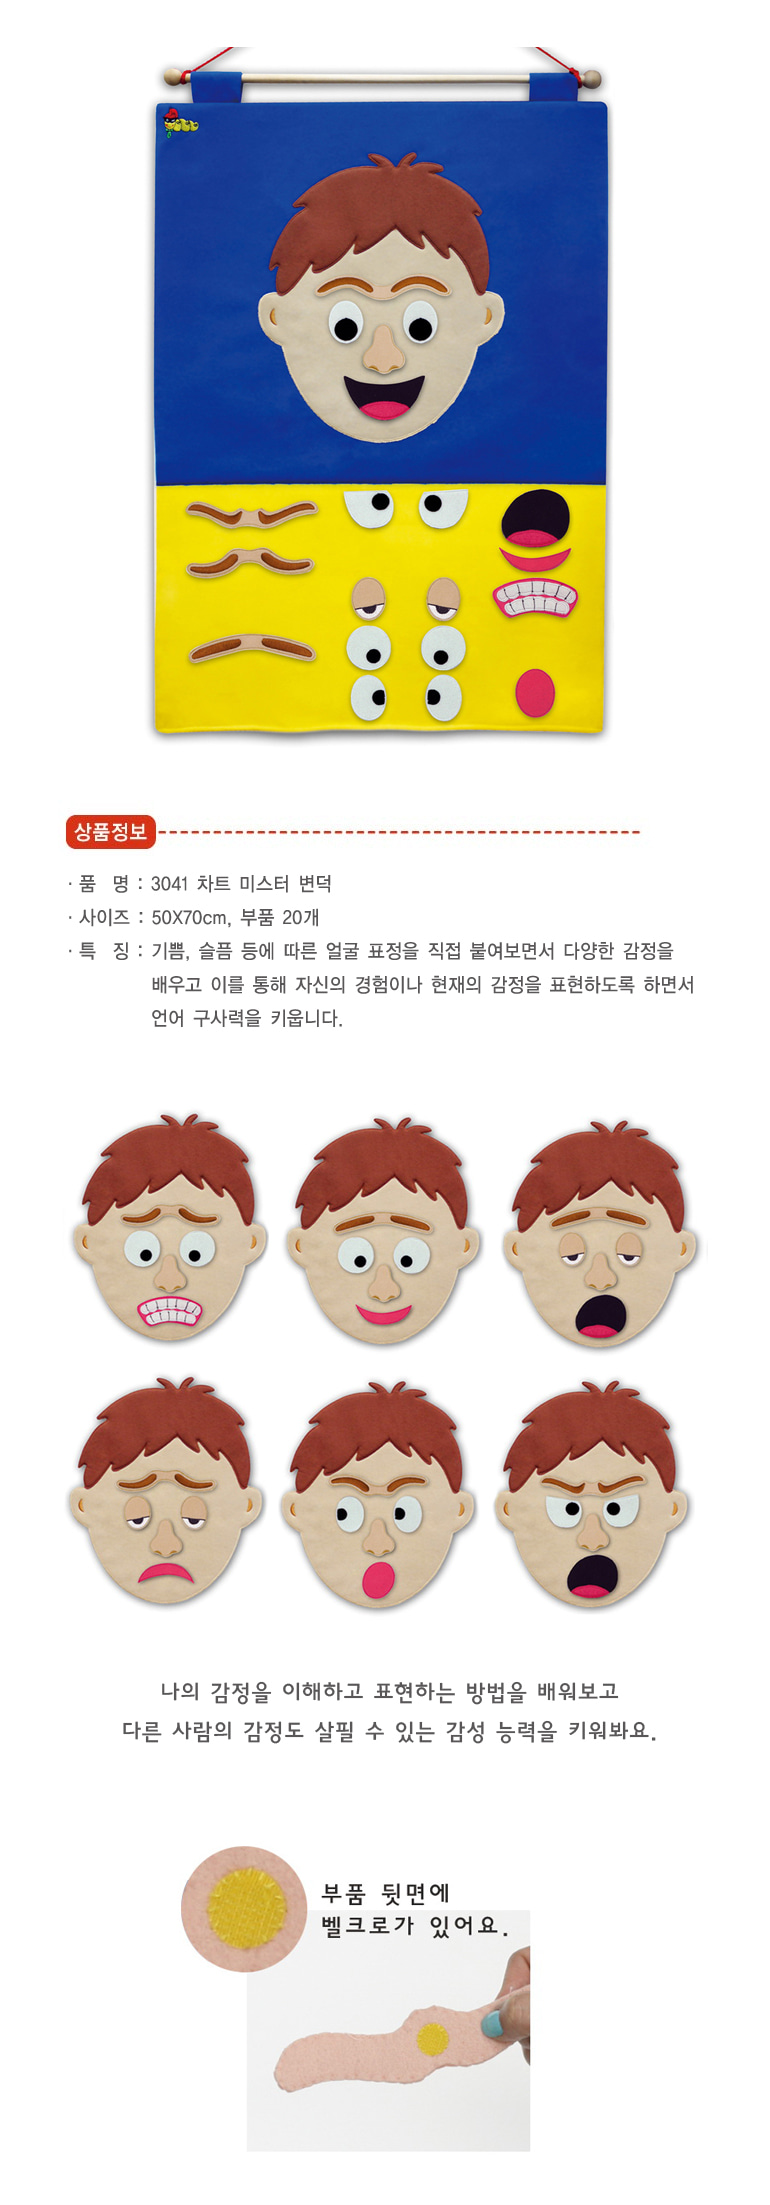 상품정보
· 품 명 : 3041 차트 미스터 변덕
· 사이즈 : 50X70cm, 부품 20개
· 특 징 : 기쁨, 슬픔 등에 따른 얼굴 표정을 직접 붙여보면서 다양한 감정을
배우고 이를 통해 자신의 경험이나 현재의 감정을 표현하도록 하면서
언어 구사력을 키웁니다.
나의 감정을 이해하고 표현하는 방법을 배워보고
다른 사람의 감정도 살필 수 있는 감성 능력을 키워봐요.
부품 뒷면에
벨크로가 있어요.